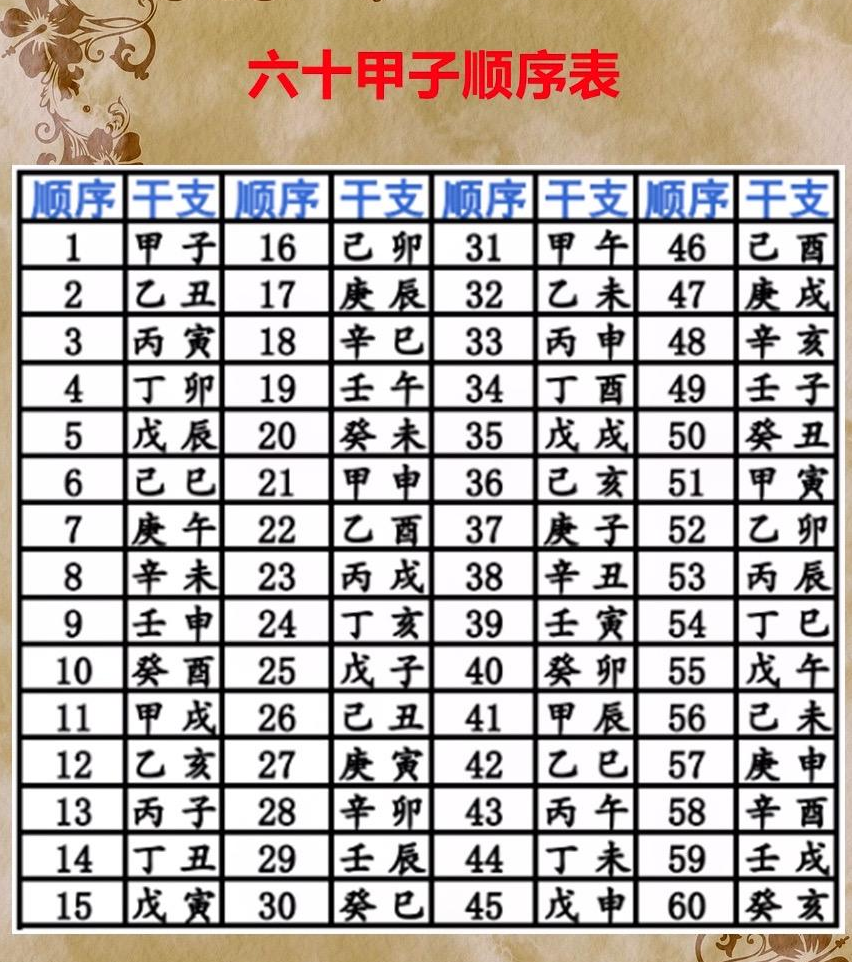 六十甲子顺序表
顺序 干支 顺序 干支 顺序 干支 顺序 干支
1 甲子 16 己卯 31 甲午 46 己酉
2 乙丑 17 庚辰 32 乙未 47 庚戌
3 丙寅 18 辛巳 33 丙申 48 辛亥
4 丁卯 19 壬午 34 丁酉 49 壬子
5 戊辰 20 癸未 35 戊戌 50 癸丑
6 己巳 21 甲申 36 己亥 51 甲寅
7 庚午 22 乙酉 37 庚子 52 乙卯
8 辛未 23 丙戌 38 辛丑 53 丙辰
9 壬申 24 丁亥 39 壬寅 54 丁巳
10 癸酉 25 戊子 40 癸卯 55 戊午
11 甲戌 26 己丑 41 甲辰 56 己未
12 乙亥 27 庚寅 42 乙巳 57 庚申
13 丙子 28 辛卯 43 丙午 58 辛酉
14 丁丑 29 壬辰 44 丁未 59 壬戌
15 戊寅 30 癸巳 45 戊申 60 癸亥